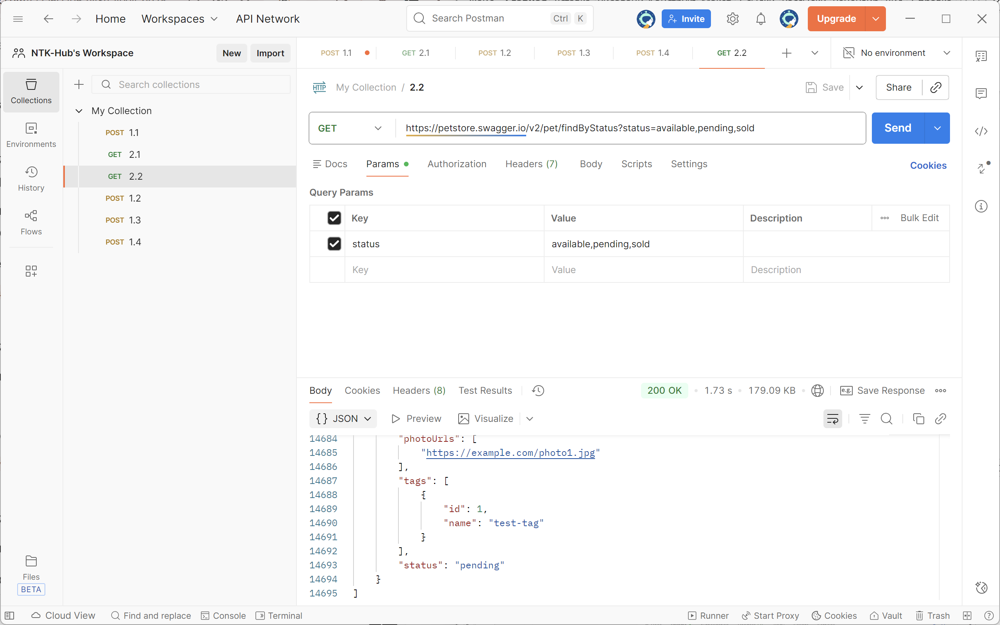 Home Workspaces API Network Search Postman Ctrl K Invite Upgrade
NTK-Hub's Workspace New Import
POST 1.1 GET 2.1 POST 1.2 POST 1.3 POST 1.4 GET 2.2 No environment
Collections
Environments
History
Flows
Files
BETA
Search collections
My Collection
POST 1.1
GET 2.1
GET 2.2
POST 1.2
POST 1.3
POST 1.4
HTTP My Collection / 2.2 Save Share
GET https://petstore.swagger.io/v2/pet/findByStatus?status=available,pending,sold Send
Docs Params Authorization Headers (7) Body Scripts Settings Cookies
Query Params
Key Value Description Bulk Edit
status available,pending,sold
Key Value Description
Body Cookies Headers (8) Test Results 200 OK 1.73 s 179.09 KB e.g. Save Response
{ } JSON Preview Visualize
14684 "photoUrls": [
14685 "https://example.com/photo1.jpg"
14686 ],
14687 "tags": [
14688 {
14689 "id": 1,
14690 "name": "test-tag"
14691 }
14692 ],
14693 "status": "pending"
14694 }
14695 ]
Cloud View Find and replace Console Terminal Runner Start Proxy Cookies Vault Trash